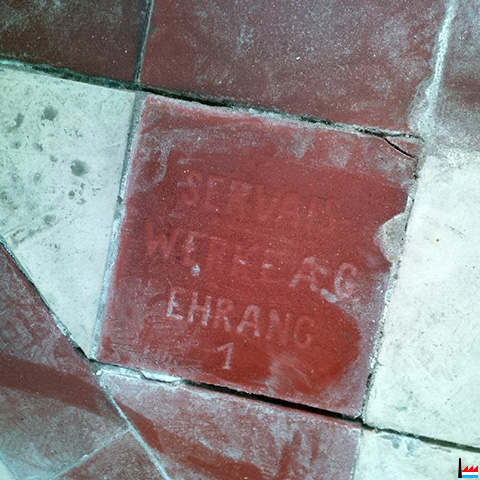 SERVAIS
WERKE A.G
EHRANG
1